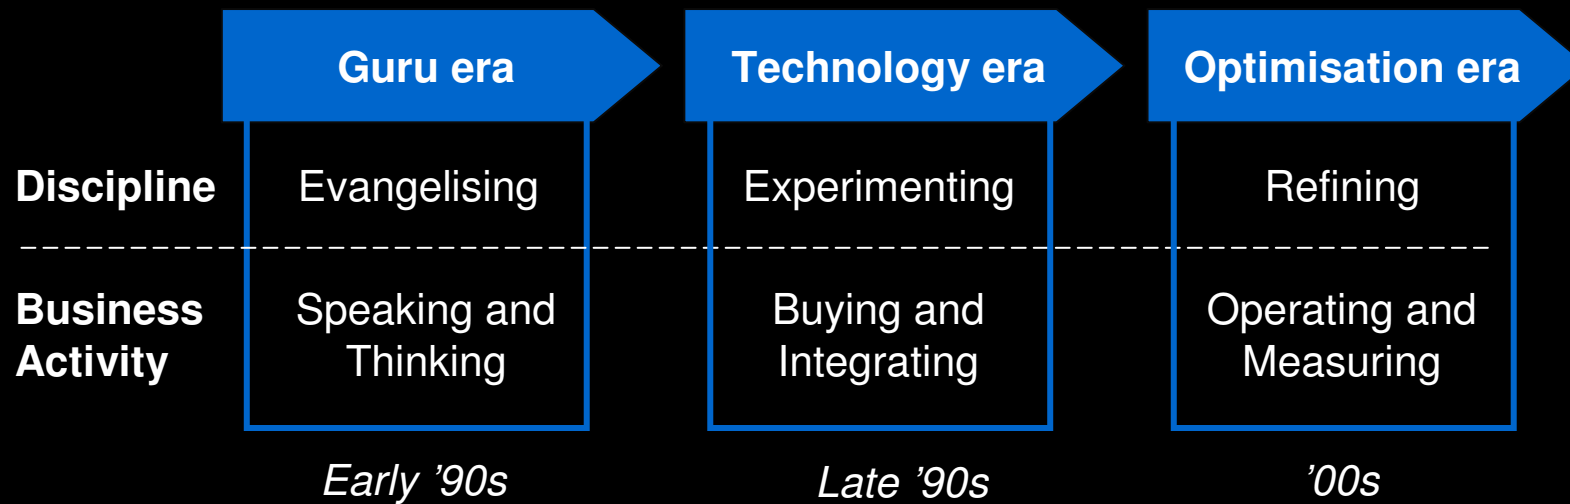 Guru era
Technology era
Optimisation era
Discipline
Evangelising
Experimenting
Refining
Business
Activity
Speaking and
Thinking
Buying and
Integrating
Operating and
Measuring
Early ’90s
Late ’90s
’00s